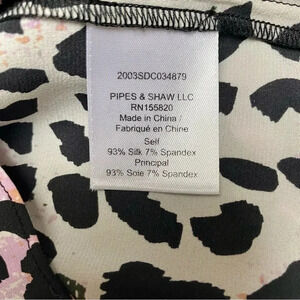 2003SDC034879
PIPES & SHAW LLC
RN155820
Made in China /
Fabriqué en Chine
Self
93% Silk 7% Spandex
Principal
93% Soie 7% Spandex